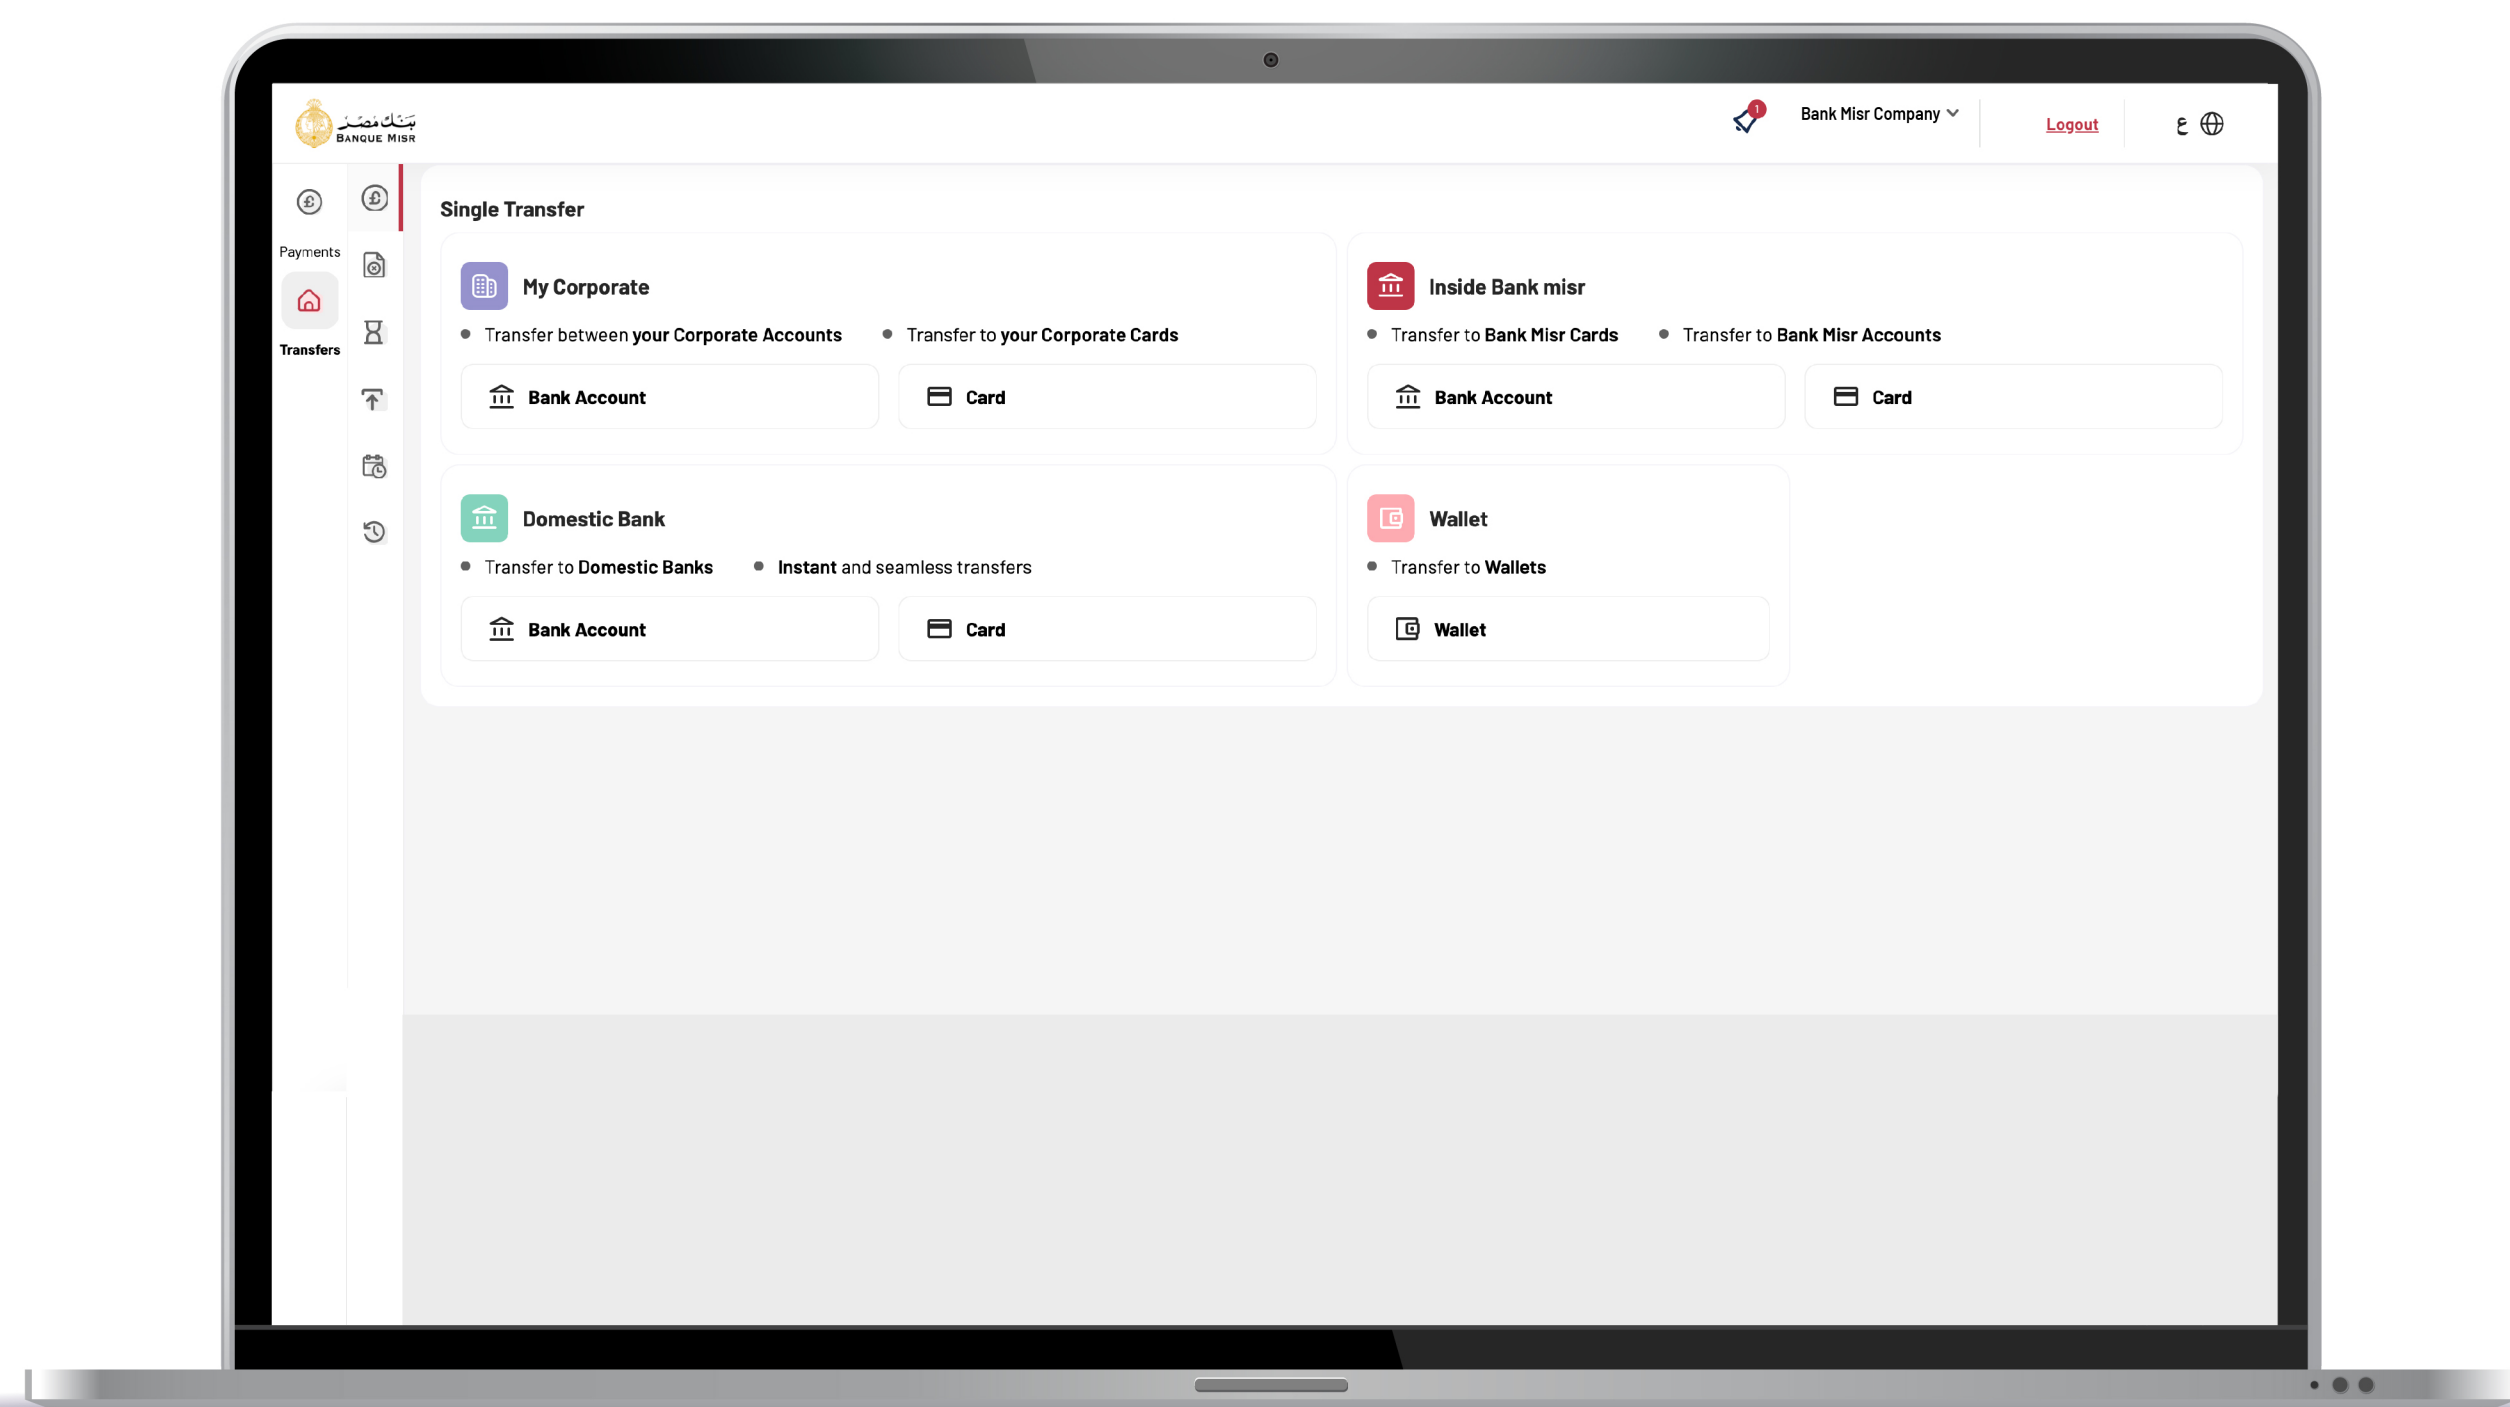 بنك مصر
BANQUE MISR
1
Bank Misr Company
Logout
ع
Payments
Transfers
Single Transfer
My Corporate
Transfer between your Corporate Accounts
Transfer to your Corporate Cards
Bank Account
Card
Inside Bank misr
Transfer to Bank Misr Cards
Transfer to Bank Misr Accounts
Bank Account
Card
Domestic Bank
Transfer to Domestic Banks
Instant and seamless transfers
Bank Account
Card
Wallet
Transfer to Wallets
Wallet